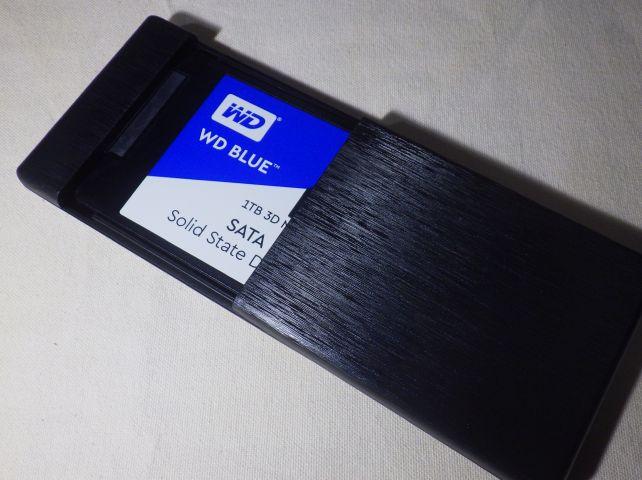 WD®
WD BLUE™
1TB 3D N
SATA
Solid State D